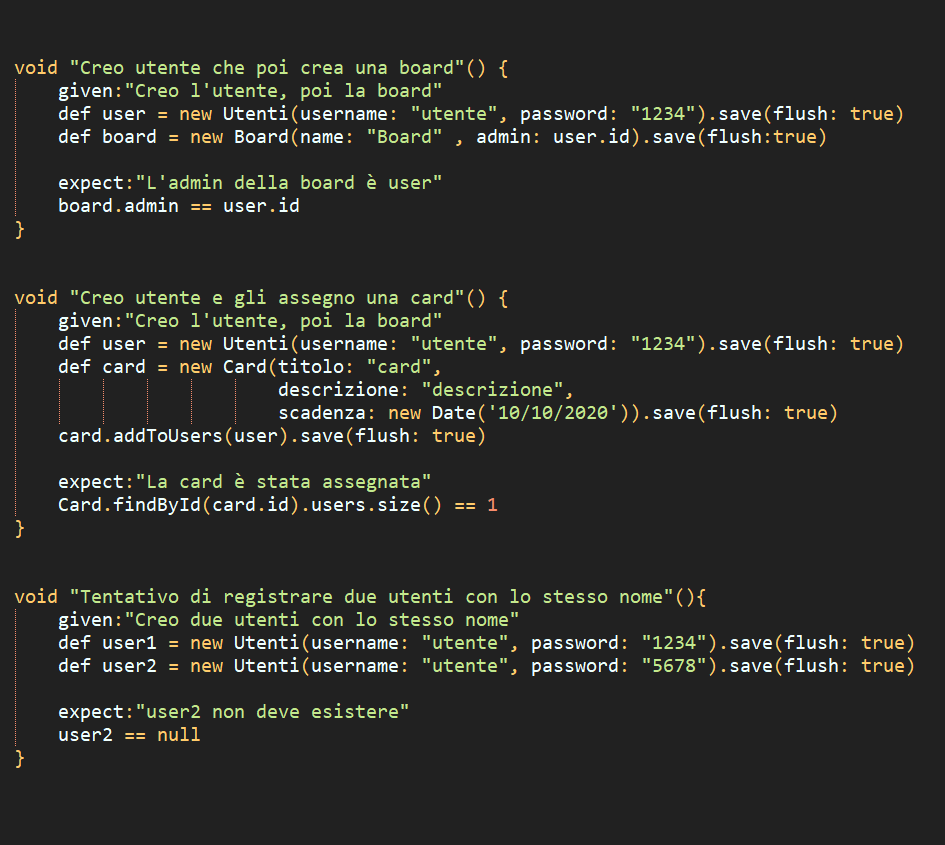 void "Creo utente che poi crea una board"() {
given:"Creo l'utente, poi la board"
def user = new Utenti(username: "utente", password: "1234").save(flush: true)
def board = new Board(name: "Board" , admin: user.id).save(flush:true)
expect:"L'admin della board è user"
board.admin == user.id
}
void "Creo utente e gli assegno una card"() {
given:"Creo l'utente, poi la board"
def user = new Utenti(username: "utente", password: "1234").save(flush: true)
def card = new Card(titolo: "card",
descrizione: "descrizione",
scadenza: new Date('10/10/2020')).save(flush: true)
card.addToUsers(user).save(flush: true)
expect:"La card è stata assegnata"
Card.findById(card.id).users.size() == 1
}
void "Tentativo di registrare due utenti con lo stesso nome"(){
given:"Creo due utenti con lo stesso nome"
def user1 = new Utenti(username: "utente", password: "1234").save(flush: true)
def user2 = new Utenti(username: "utente", password: "5678").save(flush: true)
expect:"user2 non deve esistere"
user2 == null
}